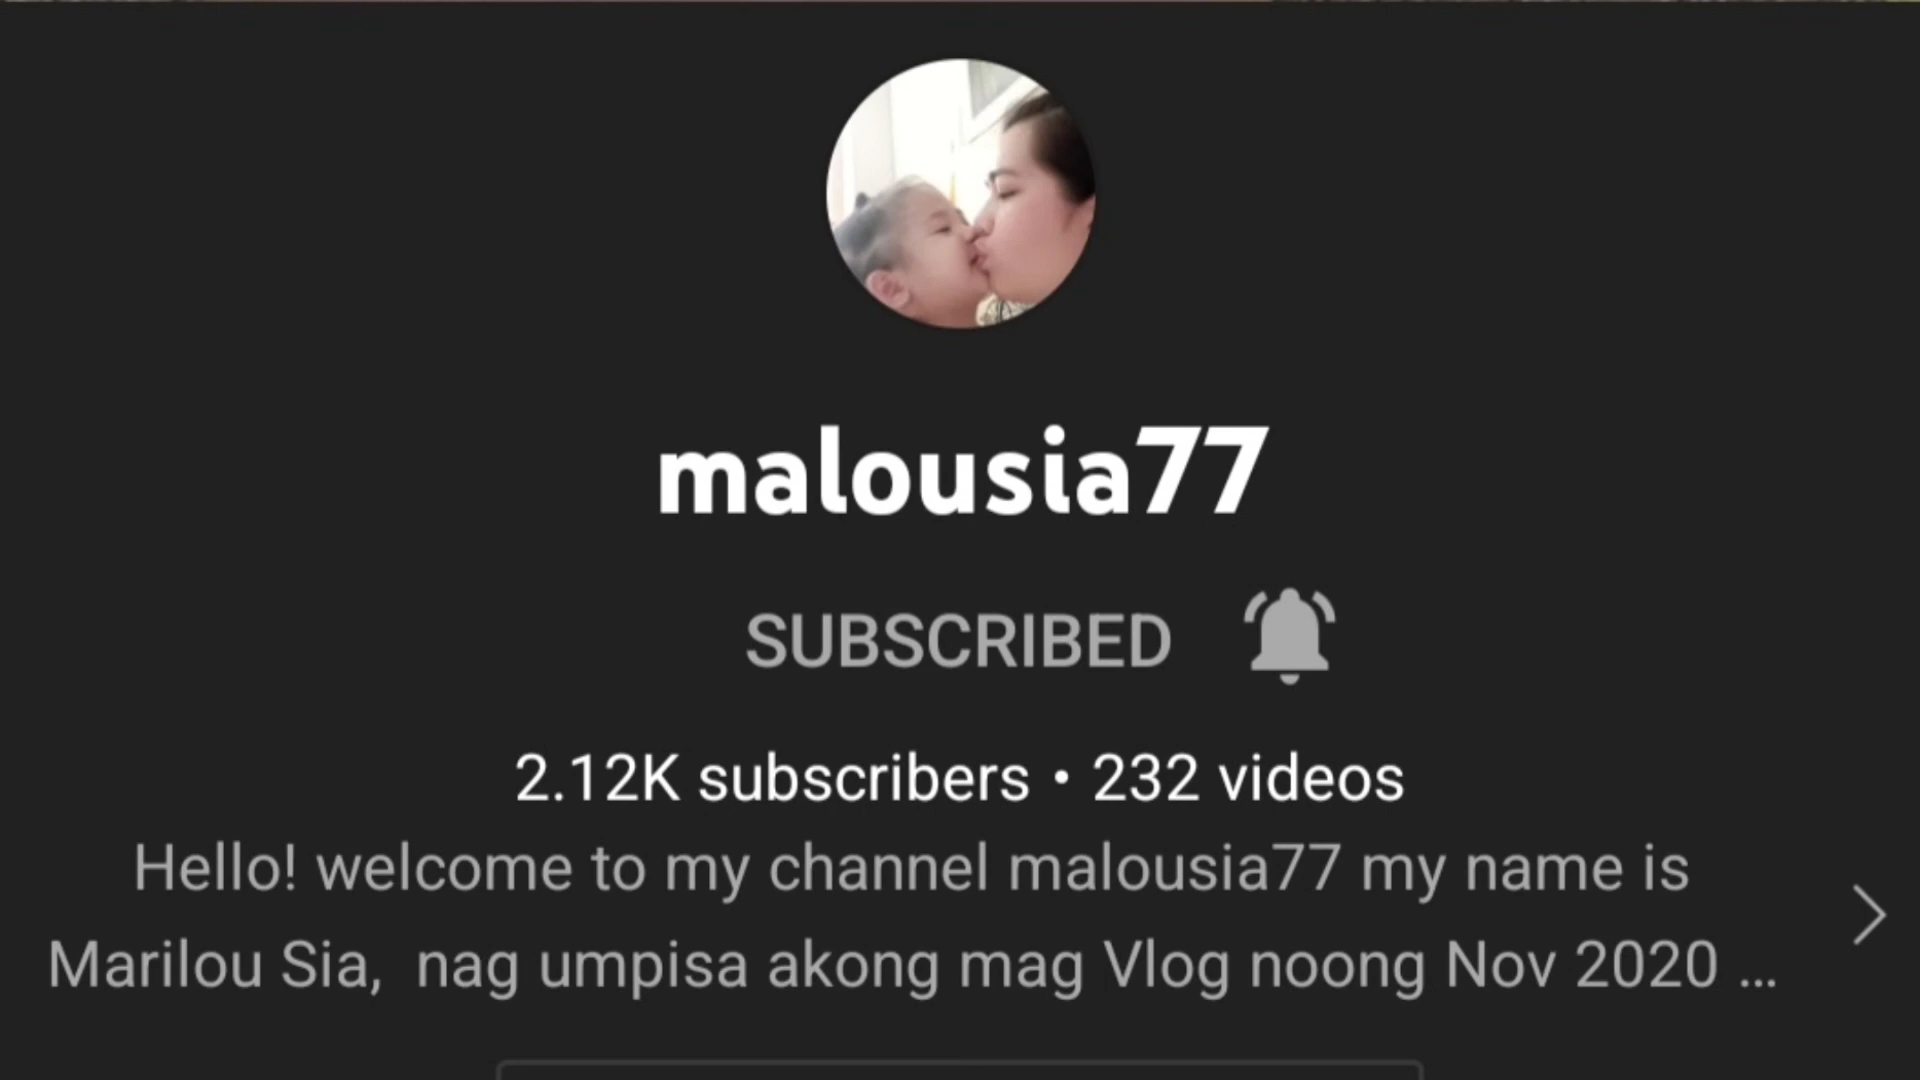 malousia77
SUBSCRIBED
2.12K subscribers • 232 videos
Hello! welcome to my channel malousia77 my name is
Marilou Sia,  nag umpisa akong mag Vlog noong Nov 2020 ...